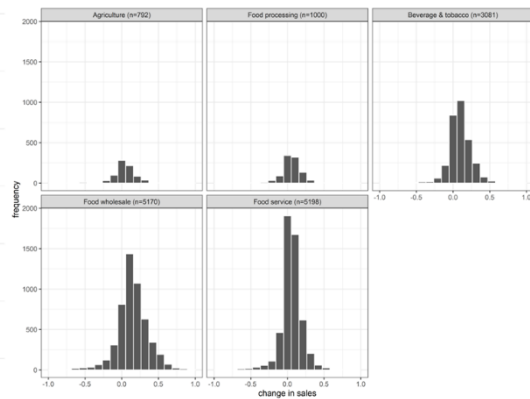 Agriculture (n=792)
Food processing (n=1000)
Beverage & tobacco (n=3081)
2000
1500
1000
500
0
-1.0 -0.5 0.0 0.5 1.0
frequency
Food wholesale (n=5170)
Food service (n=5198)
2000
1500
1000
500
0
-1.0 -0.5 0.0 0.5 1.0
-1.0 -0.5 0.0 0.5 1.0
change in sales